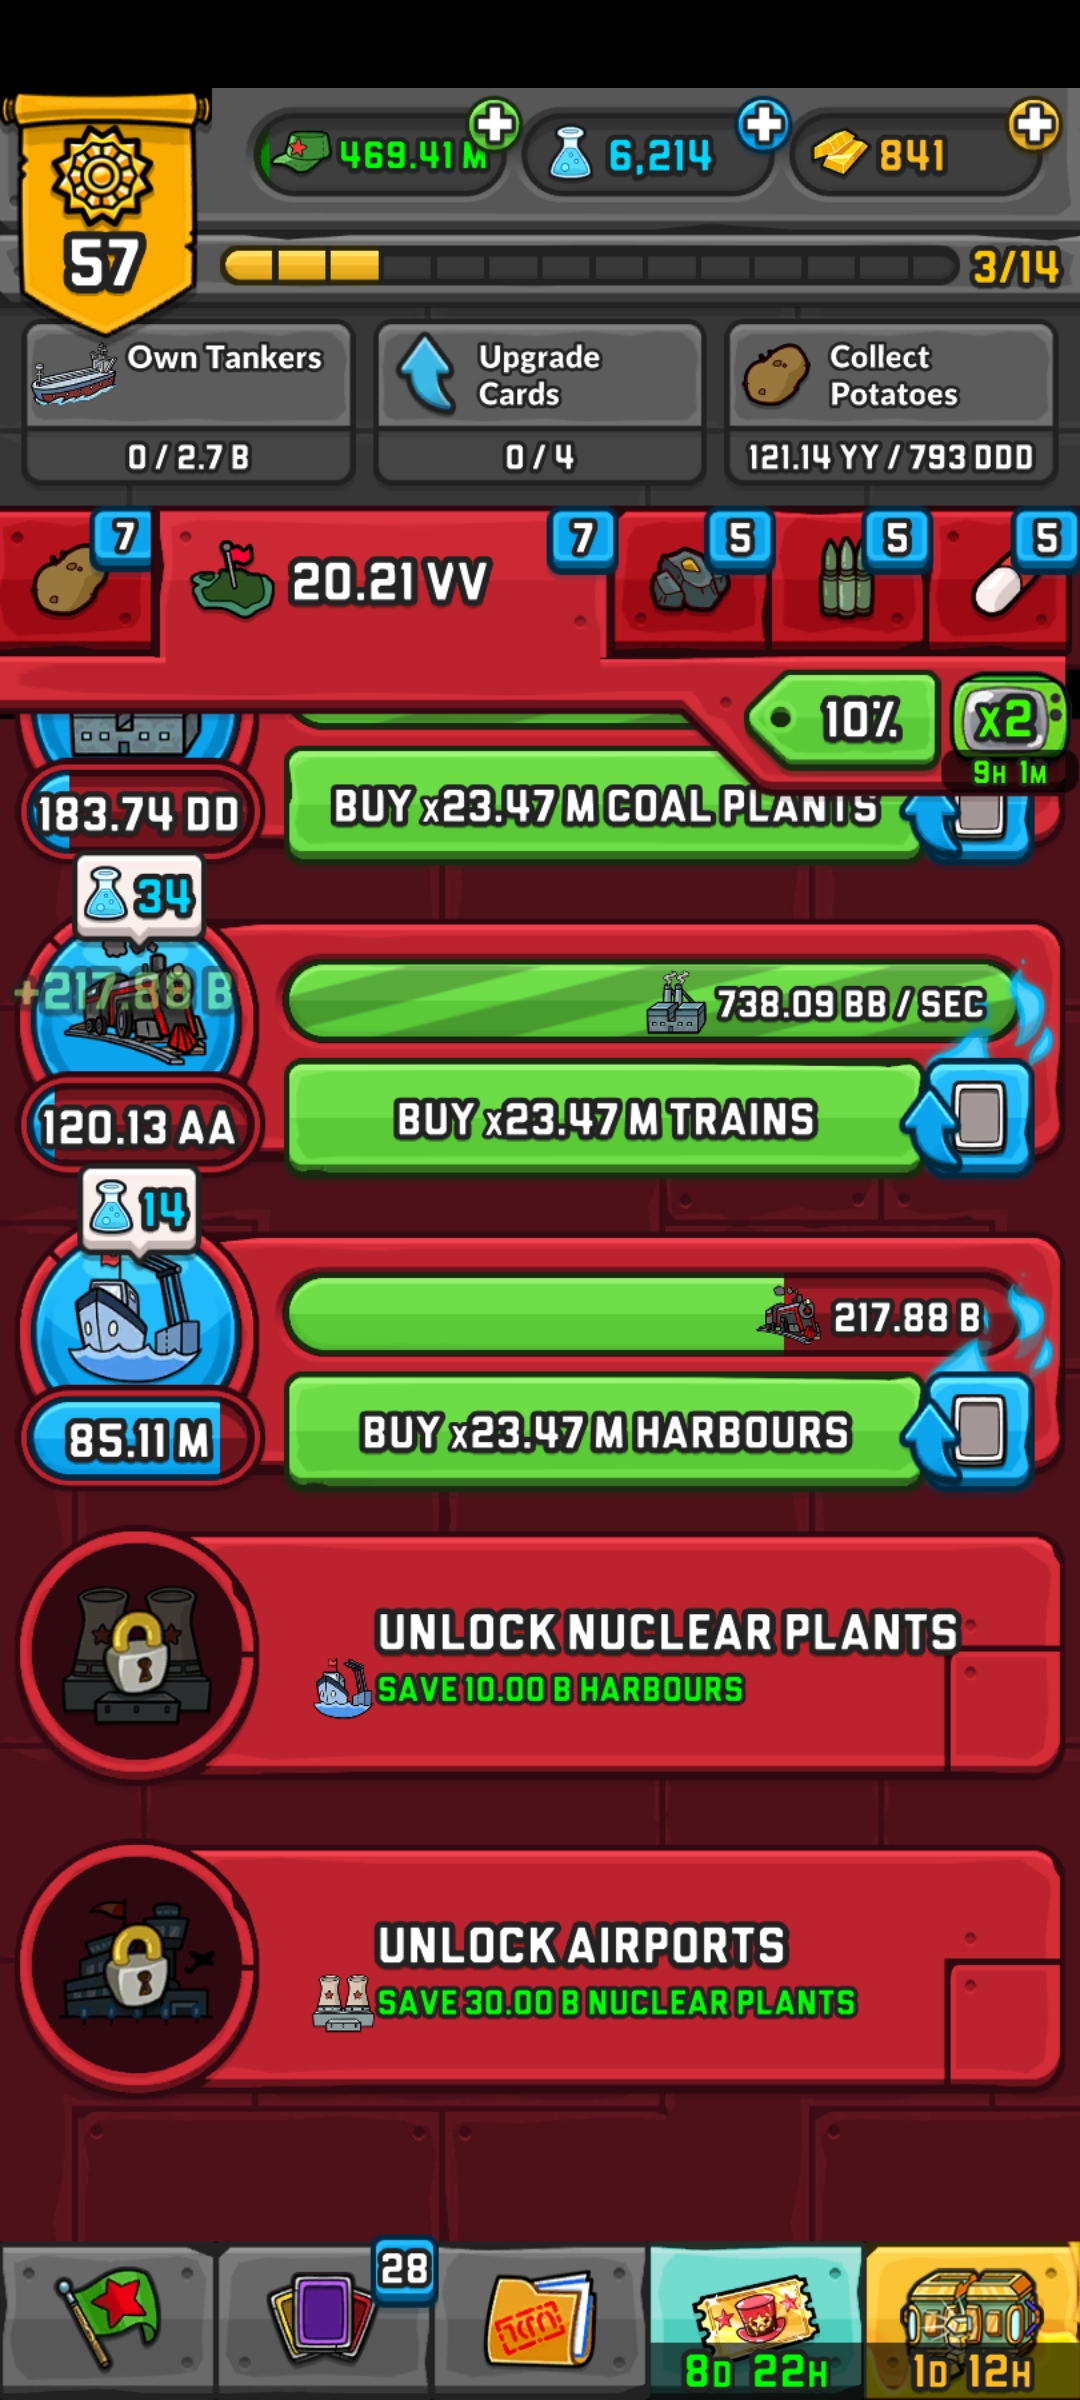 469.41 M
6,214
841
57
3/14
Own Tankers
0 / 2.7 B
Upgrade
Cards
0 / 4
Collect
Potatoes
121.14 YY / 793 DDD
7
20.21 VV
7
5
5
5
10%
x2
9H 1M
183.74 DD
BUY x23.47 M COAL PLANTS
34
+217.88 B
738.09 BB / SEC
120.13 AA
BUY x23.47 M TRAINS
14
217.88 B
85.11 M
BUY x23.47 M HARBOURS
UNLOCK NUCLEAR PLANTS
SAVE 10.00 B HARBOURS
UNLOCK AIRPORTS
SAVE 30.00 B NUCLEAR PLANTS
28
8D 22H
1D 12H